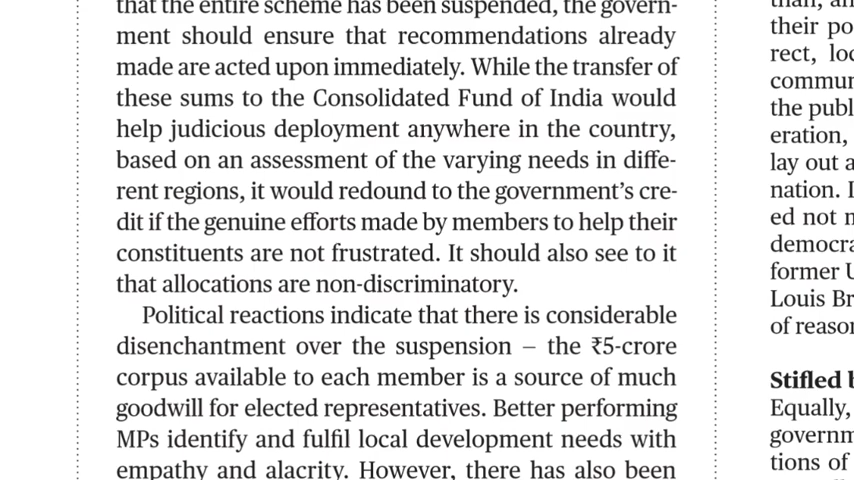 that the entire scheme has been suspended, the govern-
ment should ensure that recommendations already
made are acted upon immediately. While the transfer of
these sums to the Consolidated Fund of India would
help judicious deployment anywhere in the country,
based on an assessment of the varying needs in diffe-
rent regions, it would redound to the government’s cre-
dit if the genuine efforts made by members to help their
constituents are not frustrated. It should also see to it
that allocations are non-discriminatory.
Political reactions indicate that there is considerable
disenchantment over the suspension – the ₹5-crore
corpus available to each member is a source of much
goodwill for elected representatives. Better performing
MPs identify and fulfil local development needs with
empathy and alacrity. However, there has also been
than, an
their po
rect, loc
commun
the publ
eration,
lay out a
nation. I
ed not n
democra
former U
Louis Br
of reason
Stifled b
Equally,
governm
tions of